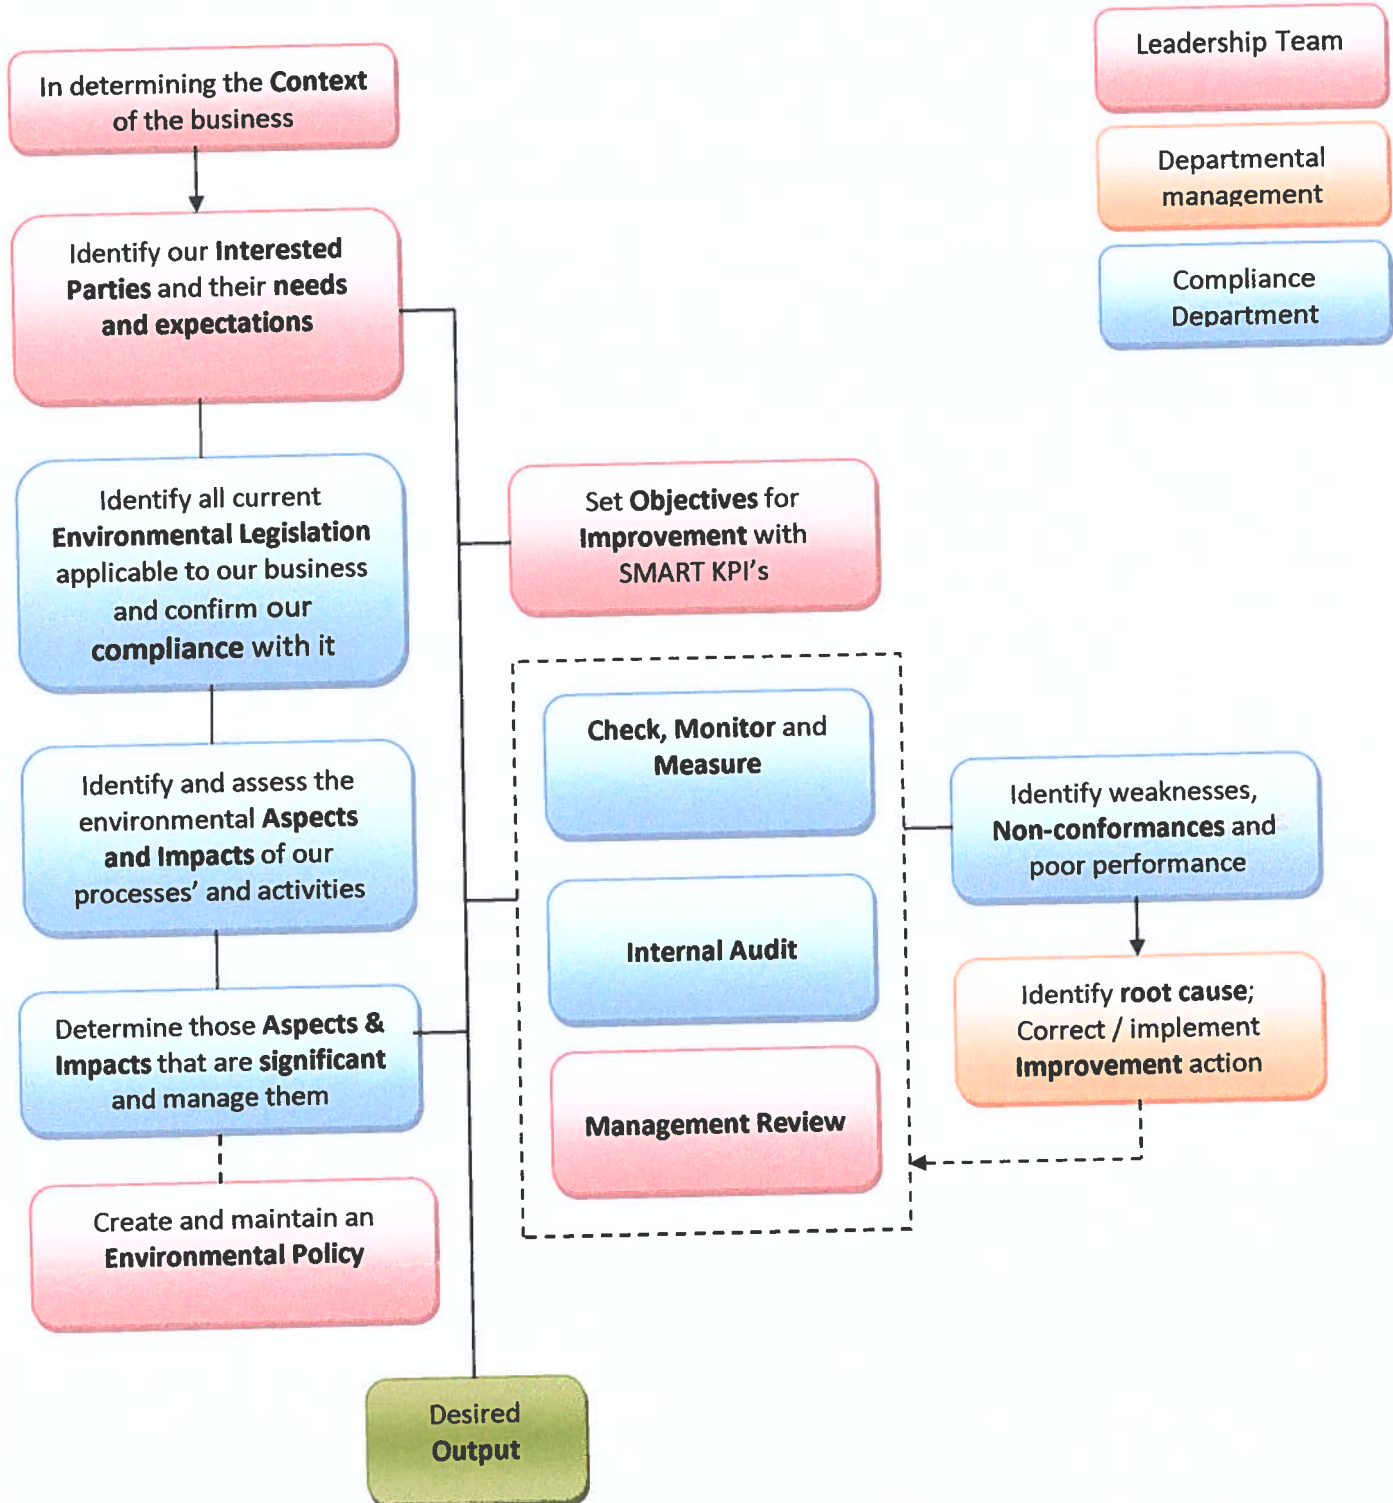 Leadership Team
Departmental
management
Compliance
Department
In determining the Context
of the business
Identify our Interested
Parties and their needs
and expectations
Identify all current
Environmental Legislation
applicable to our business
and confirm our
compliance with it
Identify and assess the
environmental Aspects
and Impacts of our
processes' and activities
Determine those Aspects &
Impacts that are significant
and manage them
Create and maintain an
Environmental Policy
Set Objectives for
Improvement with
SMART KPI's
Check, Monitor and
Measure
Internal Audit
Management Review
Identify weaknesses,
Non-conformances and
poor performance
Identify root cause;
Correct / implement
Improvement action
Desired
Output